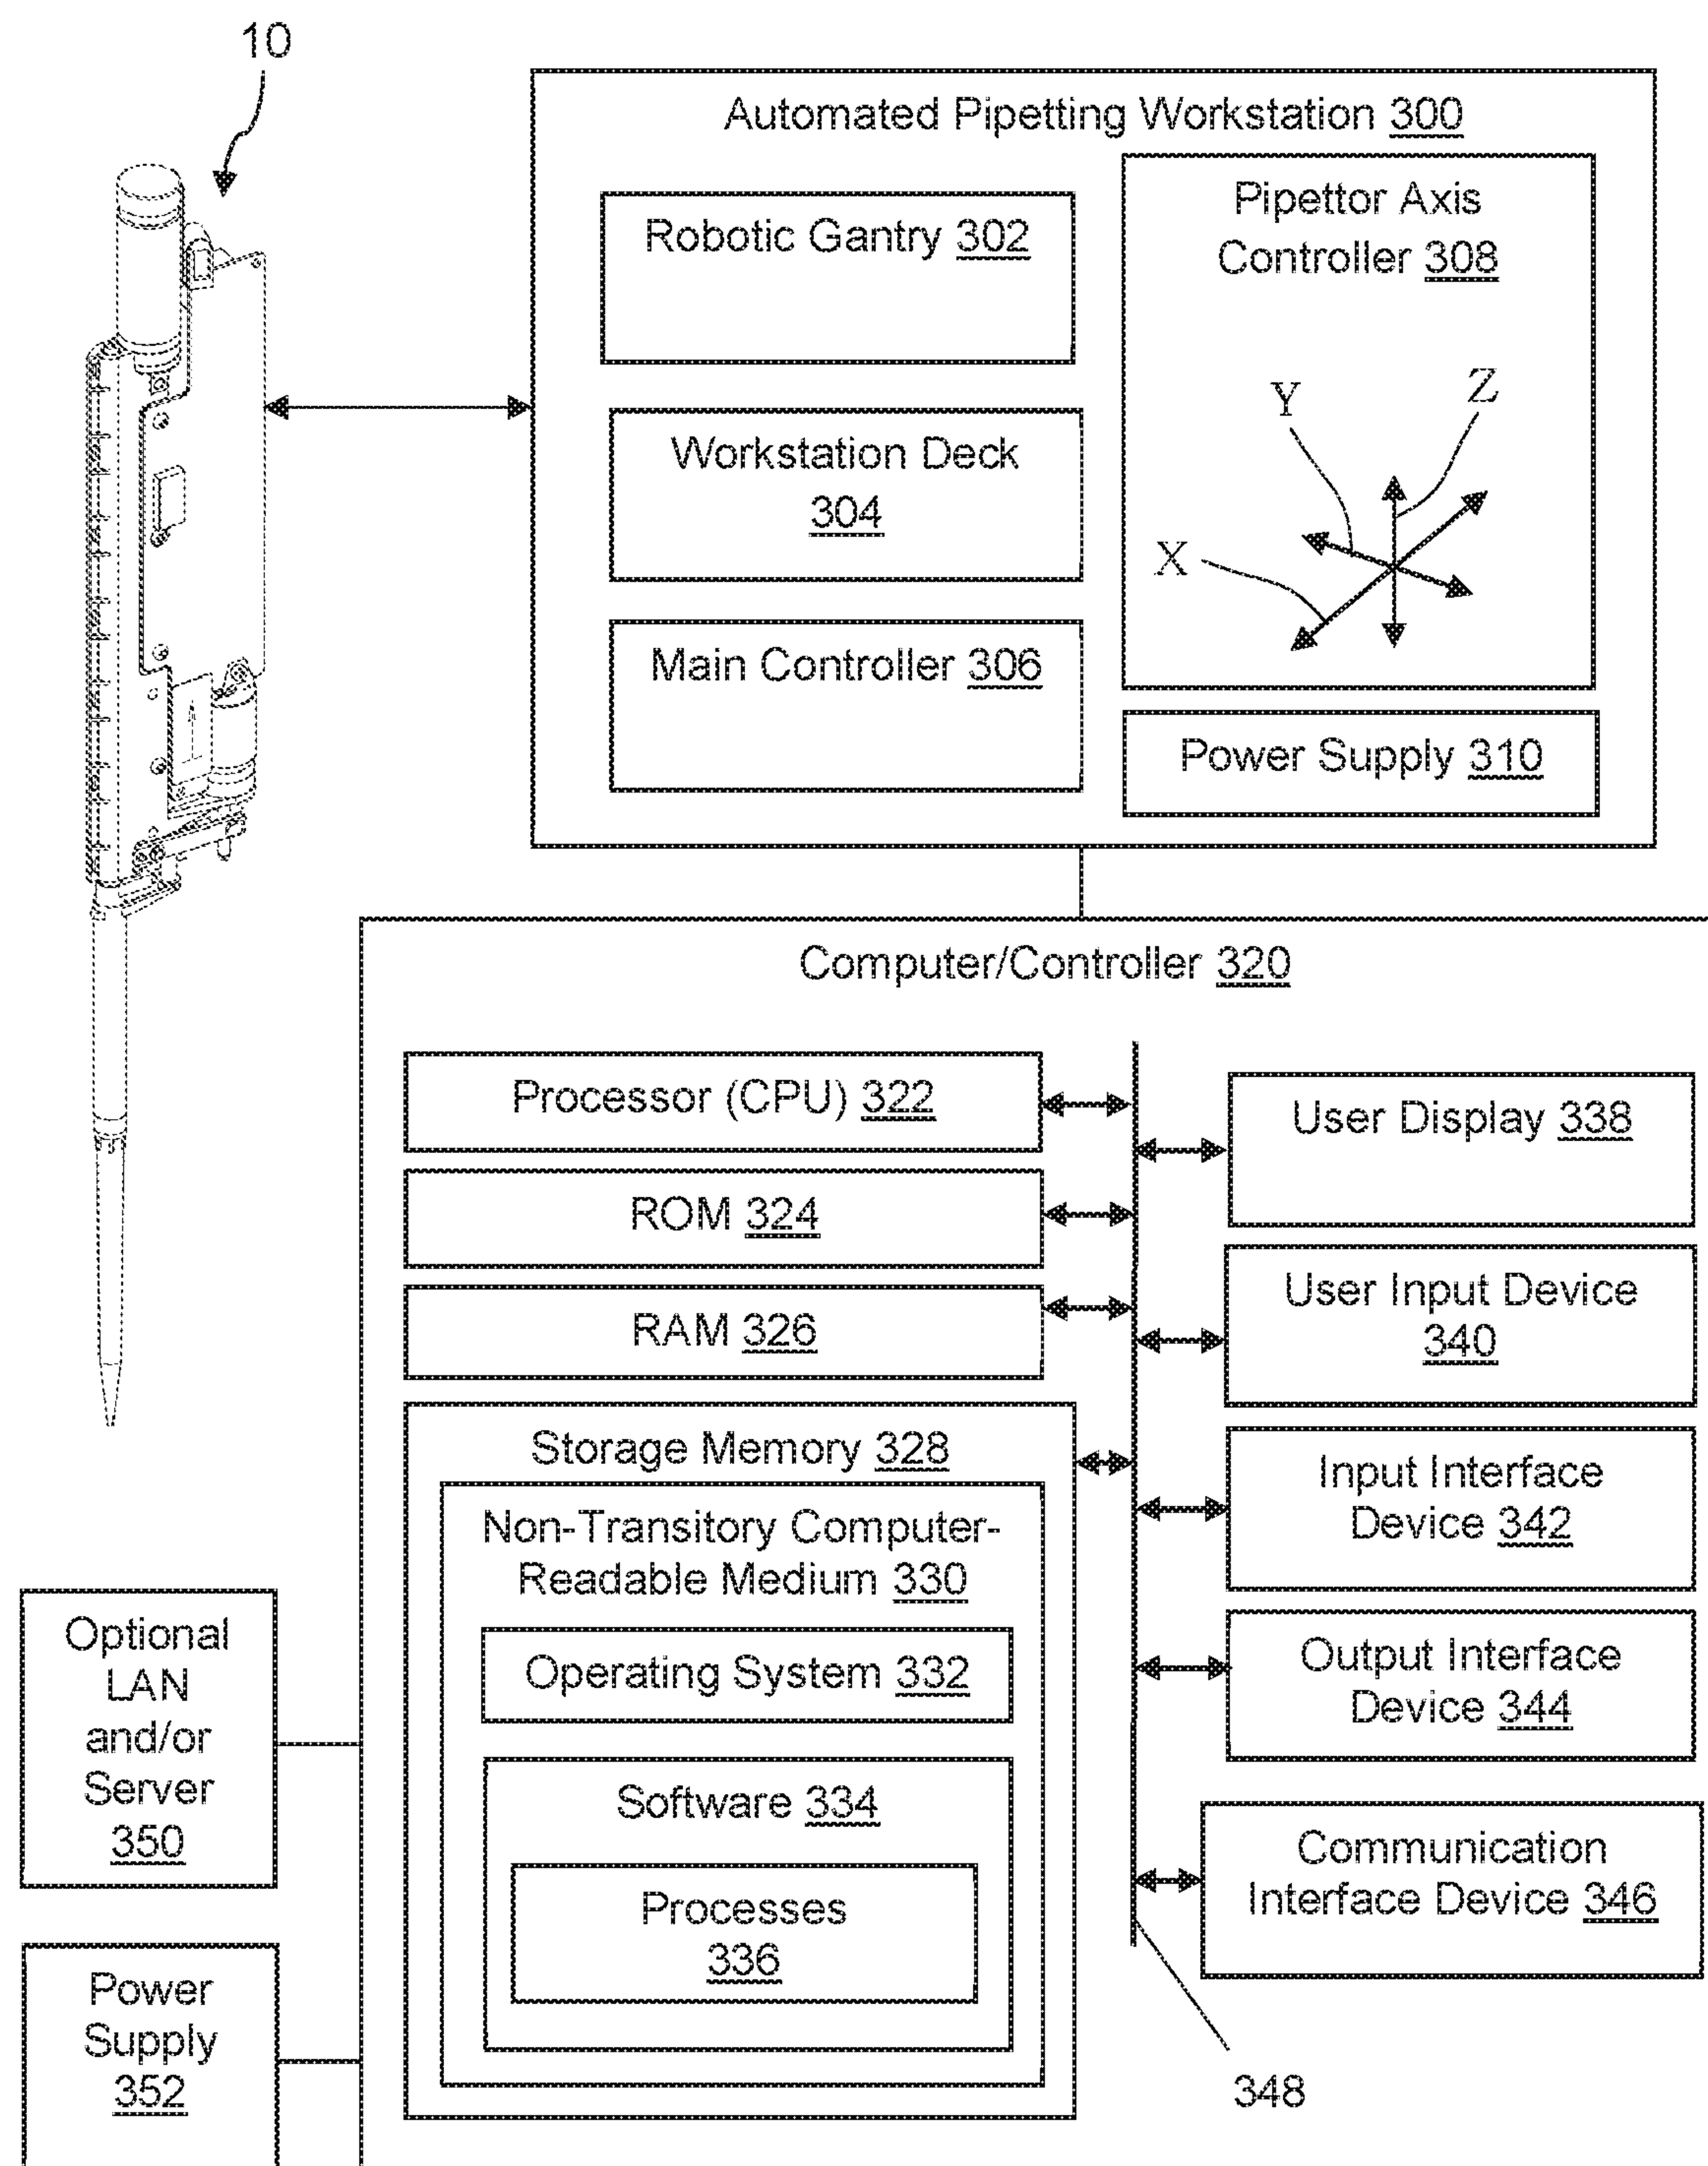 10
Automated Pipetting Workstation 300
Robotic Gantry 302
Pipettor Axis
Controller 308
Workstation Deck
304
Y
Z
X
Main Controller 306
Power Supply 310
Computer/Controller 320
Processor (CPU) 322
ROM 324
RAM 326
Storage Memory 328
Non-Transitory Computer-
Readable Medium 330
Operating System 332
Software 334
Processes
336
User Display 338
User Input Device
340
Input Interface
Device 342
Output Interface
Device 344
Communication
Interface Device 346
348
Optional
LAN
and/or
Server
350
Power
Supply
352